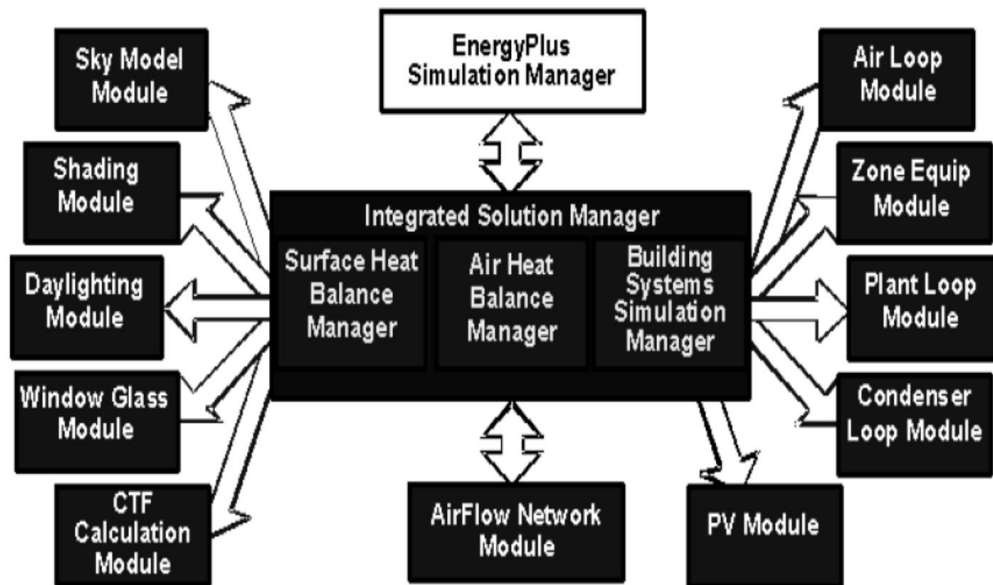 EnergyPlus
Simulation Manager
Sky Model
Module
Shading
Module
Daylighting
Module
Window Glass
Module
CTF
Calculation
Module
Integrated Solution Manager
Surface Heat
Balance
Manager
Air Heat
Balance
Manager
Building
Systems
Simulation
Manager
AirFlow Network
Module
PV Module
Air Loop
Module
Zone Equip
Module
Plant Loop
Module
Condenser
Loop Module